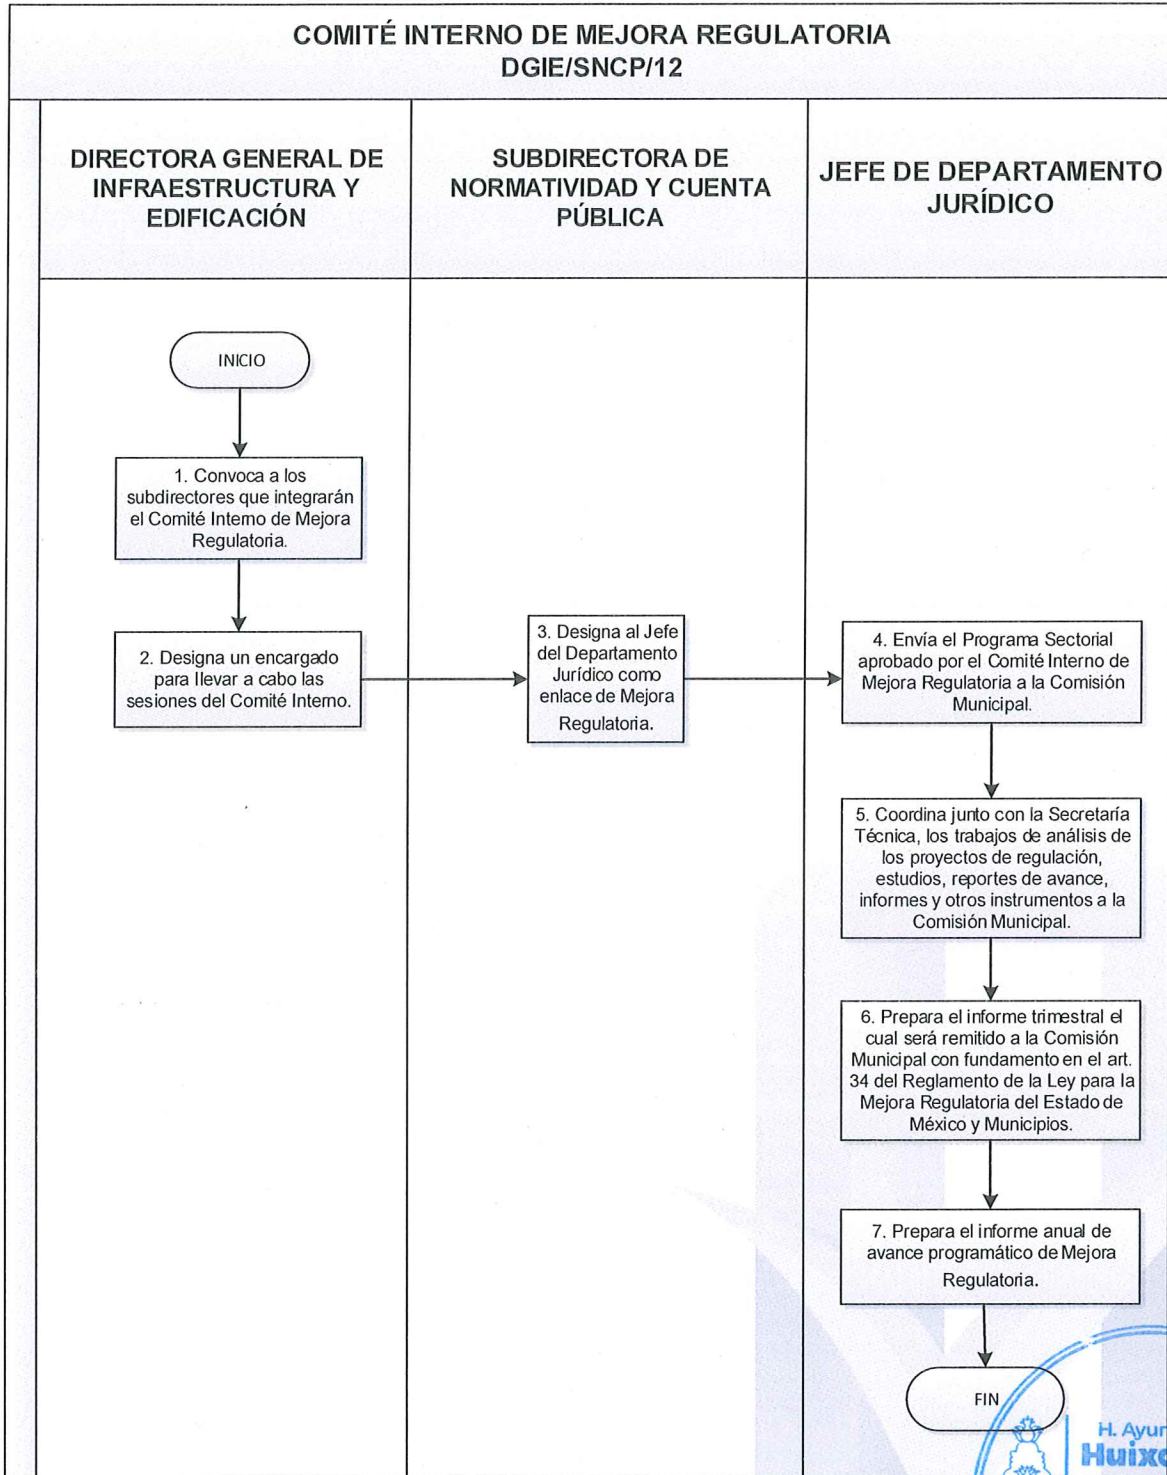 COMITÉ INTERNO DE MEJORA REGULATORIA
DGIE/SNCP/12
DIRECTORA GENERAL DE
INFRAESTRUCTURA Y
EDIFICACIÓN
SUBDIRECTORA DE
NORMATIVIDAD Y CUENTA
PÚBLICA
JEFE DE DEPARTAMENTO
JURÍDICO
INICIO
1. Convoca a los
subdirectores que integrarán
el Comité Interno de Mejora
Regulatoria.
2. Designa un encargado
para llevar a cabo las
sesiones del Comité Interno.
3. Designa al Jefe
del Departamento
Jurídico como
enlace de Mejora
Regulatoria.
4. Envía el Programa Sectorial
aprobado por el Comité Interno de
Mejora Regulatoria a la Comisión
Municipal.
5. Coordina junto con la Secretaría
Técnica, los trabajos de análisis de
los proyectos de regulación,
estudios, reportes de avance,
informes y otros instrumentos a la
Comisión Municipal.
6. Prepara el informe trimestral el
cual será remitido a la Comisión
Municipal con fundamento en el art.
34 del Reglamento de la Ley para la
Mejora Regulatoria del Estado de
México y Municipios.
7. Prepara el informe anual de
avance programático de Mejora
Regulatoria.
FIN
H. Ayun
Huixq